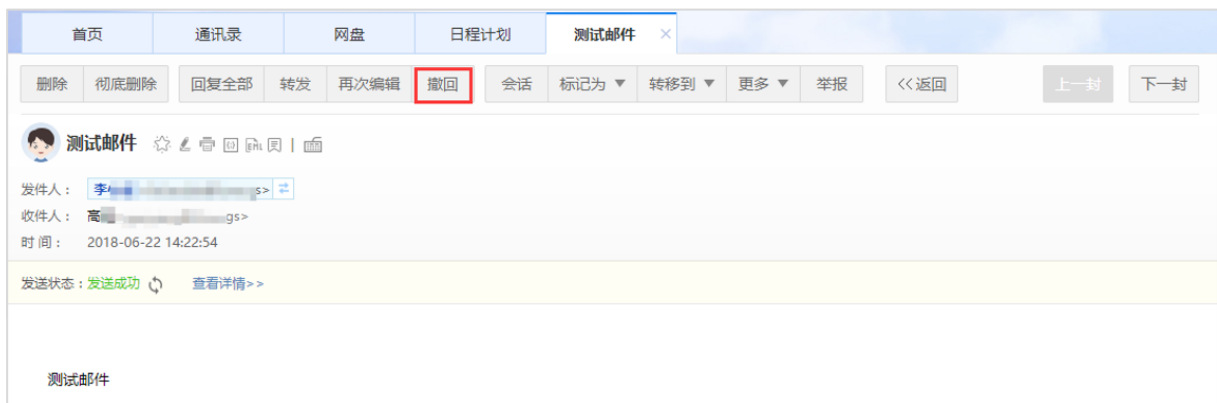 首页 通讯录 网盘 日程计划 测试邮件
删除 彻底删除 回复全部 转发 再次编辑 撤回 会话 标记为 转移到 更多 举报 <<返回 上一封 下一封
测试邮件
发件人： 李 s>
收件人： 高 gs>
时 间： 2018-06-22 14:22:54
发送状态：发送成功 查看详情>>
测试邮件